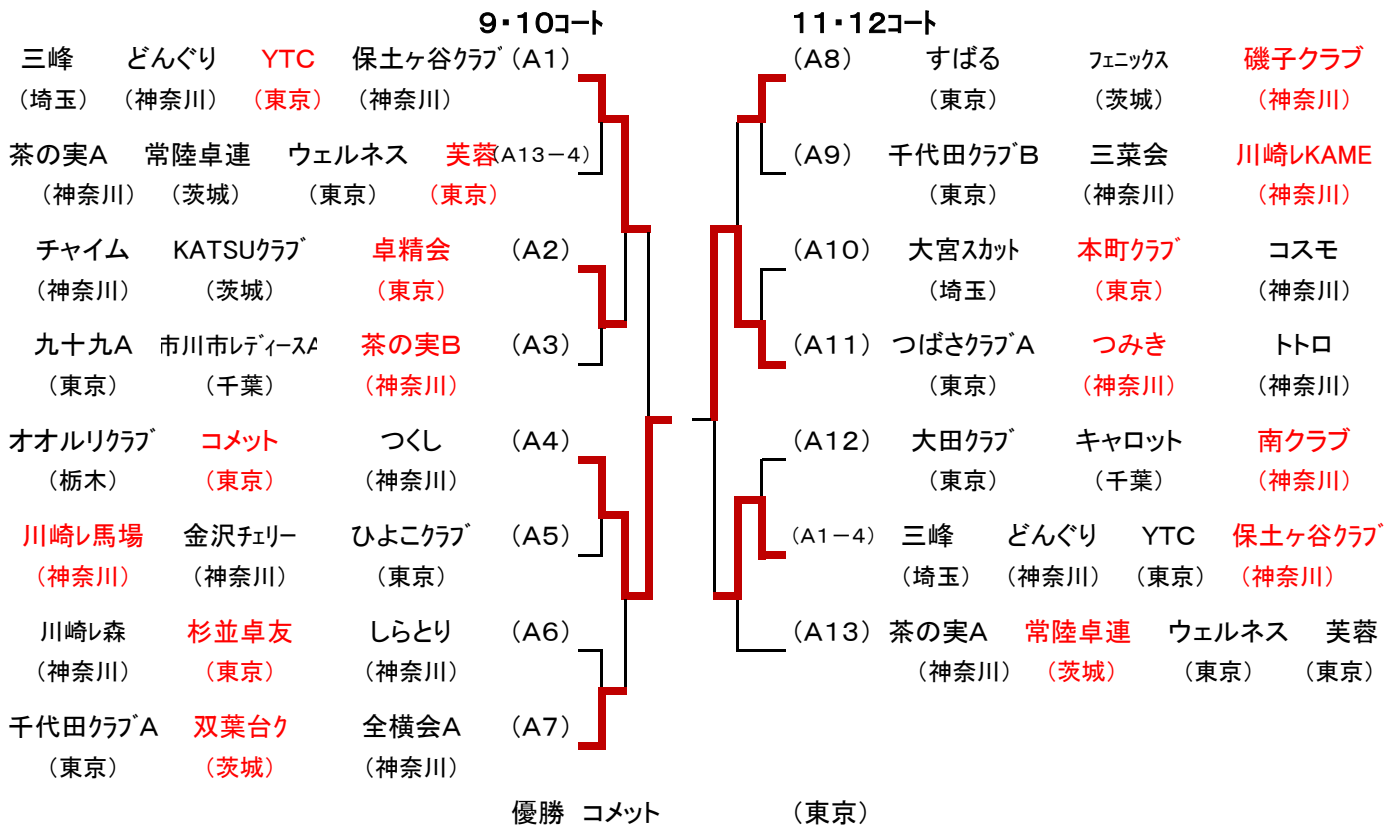 9・10コート 11・12コート
三峰 どんぐり YTC 保土ヶ谷クラブ (A1) (A8) すばる フェニックス 磯子クラブ
(埼玉) (神奈川) (東京) (神奈川) (東京) (茨城) (神奈川)
茶の実A 常陸卓連 ウェルネス 芙蓉 (A13-4) (A9) 千代田クラブB 三菜会 川崎レKAME
(神奈川) (茨城) (東京) (東京) (東京) (神奈川) (神奈川)
チャイム KATSUクラブ 卓精会 (A2) (A10) 大宮スカット 本町クラブ コスモ
(神奈川) (茨城) (東京) (埼玉) (東京) (神奈川)
九十九A 市川市レディースA 茶の実B (A3) (A11) つばさクラブA つみき トトロ
(東京) (千葉) (神奈川) (東京) (神奈川) (神奈川)
オオルリクラブ コメット つくし (A4) (A12) 大田クラブ キャロット 南クラブ
(栃木) (東京) (神奈川) (東京) (千葉) (神奈川)
川崎レ馬場 金沢チェリー ひよこクラブ (A5) (A1-4) 三峰 どんぐり YTC 保土ヶ谷クラブ
(神奈川) (神奈川) (東京) (埼玉) (神奈川) (東京) (神奈川)
川崎レ森 杉並卓友 しらとり (A6) (A13) 茶の実A 常陸卓連 ウェルネス 芙蓉
(神奈川) (東京) (神奈川) (神奈川) (茨城) (東京) (東京)
千代田クラブA 双葉台ク 全横会A (A7)
(東京) (茨城) (神奈川)
優勝 コメット (東京)